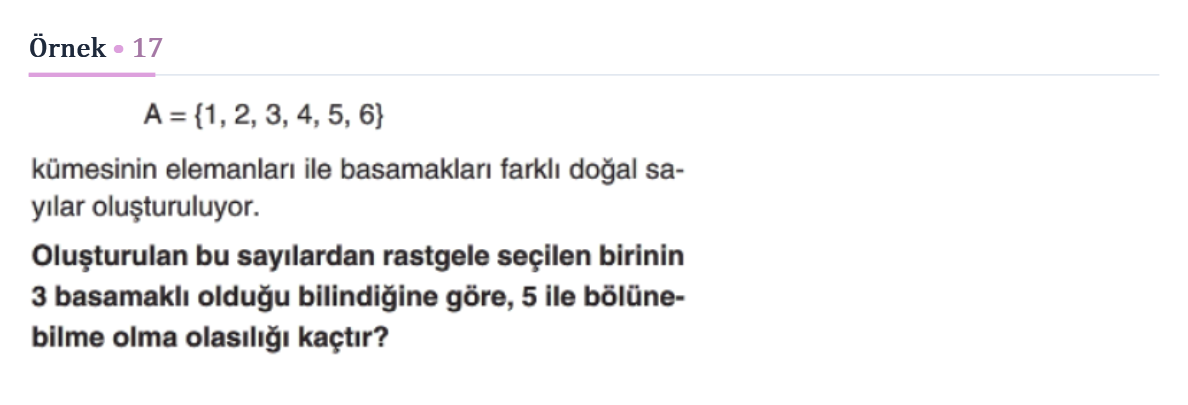 Örnek • 17
A = {1, 2, 3, 4, 5, 6}
kümesinin elemanları ile basamakları farklı doğal sa-
yılar oluşturuluyor.
Oluşturulan bu sayılardan rastgele seçilen birinin
3 basamaklı olduğu bilindiğine göre, 5 ile bölüne-
bilme olma olasılığı kaçtır?